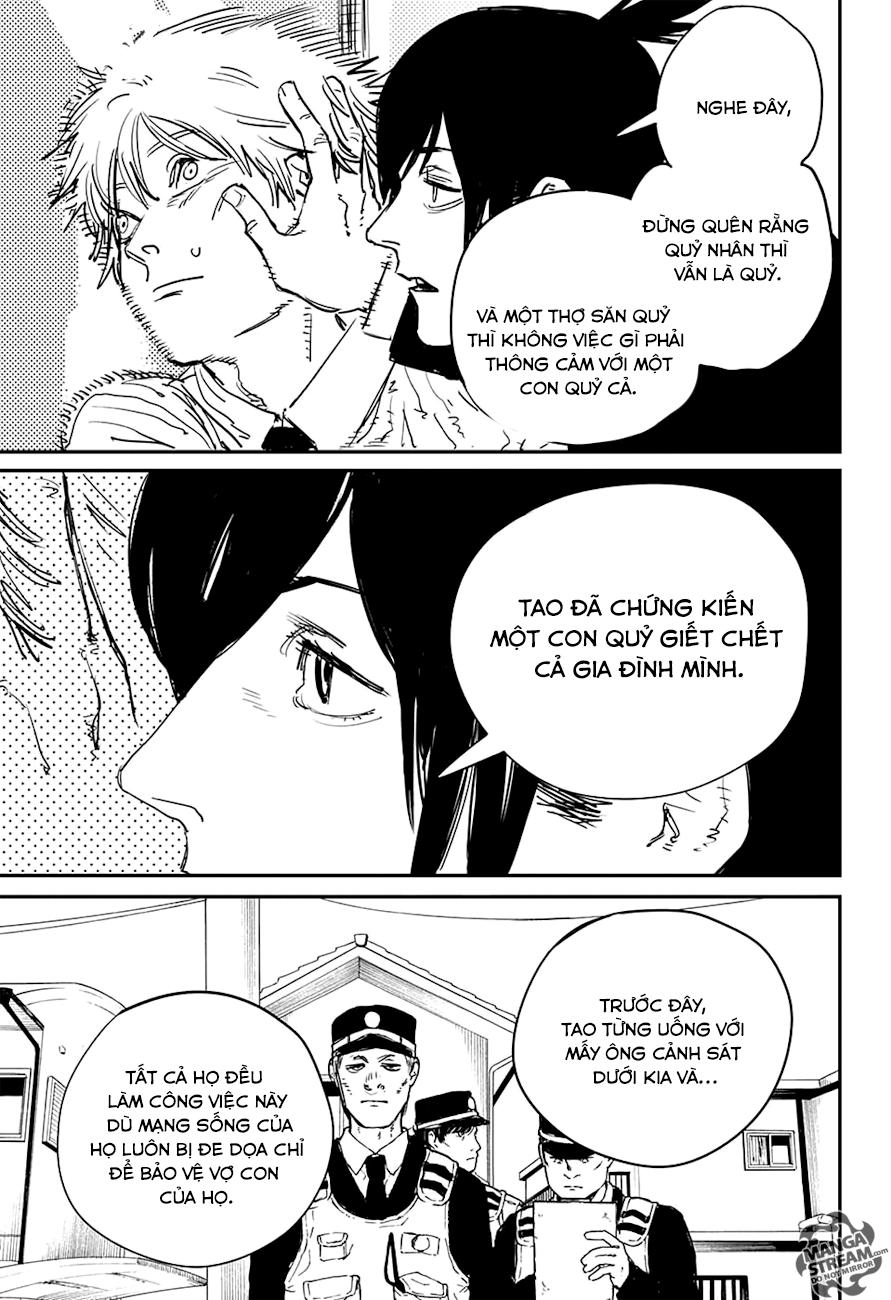 NGHE ĐÂY,
ĐỪNG QUÊN RẰNG
QUỶ NHÂN THÌ
VẪN LÀ QUỶ.
VÀ MỘT THỢ SĂN QUỶ
THÌ KHÔNG VIỆC GÌ PHẢI
THÔNG CẢM VỚI MỘT
CON QUỶ CẢ.
TAO ĐÃ CHỨNG KIẾN
MỘT CON QUỶ GIẾT CHẾT
CẢ GIA ĐÌNH MÌNH.
TRƯỚC ĐÂY,
TAO TỪNG UỐNG VỚI
MẤY ÔNG CẢNH SÁT
DƯỚI KIA VÀ...
TẤT CẢ HỌ ĐỀU
LÀM CÔNG VIỆC NÀY
DÙ MẠNG SỐNG CỦA
HỌ LUÔN BỊ ĐE DỌA CHỈ
ĐỂ BẢO VỆ VỢ CON
CỦA HỌ.
MANGA
STREAM.com
DO NOT MIRROR!